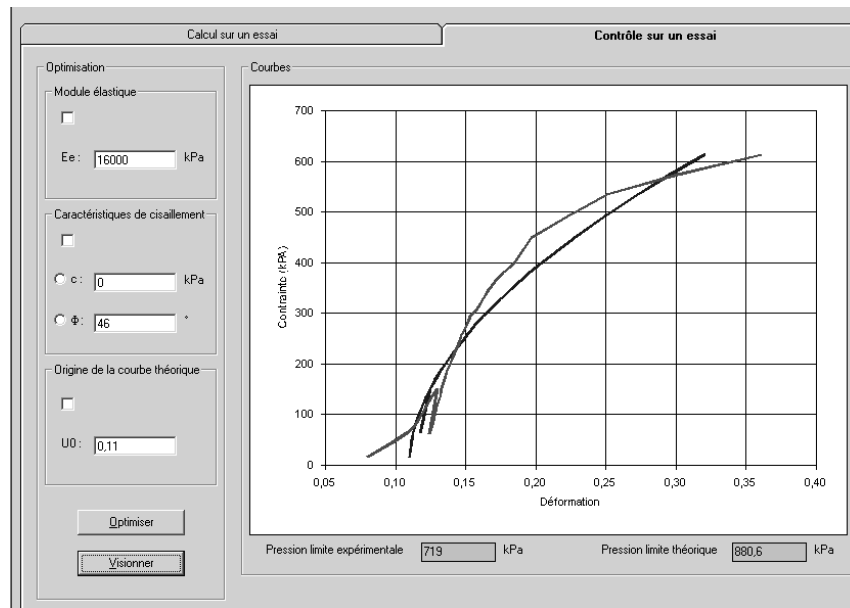 Calcul sur un essai
Contrôle sur un essai
Optimisation
Module élastique
Ee : 16000 kPa
Caractéristiques de cisaillement
c : 0 kPa
Φ : 46 °
Origine de la courbe théorique
U0 : 0,11
Optimiser
Visionner
Courbes
700
600
500
400
300
200
100
0
Contrainte (kPA)
0,05 0,10 0,15 0,20 0,25 0,30 0,35 0,40
Déformation
Pression limite expérimentale 719 kPa Pression limite théorique 880,6 kPa